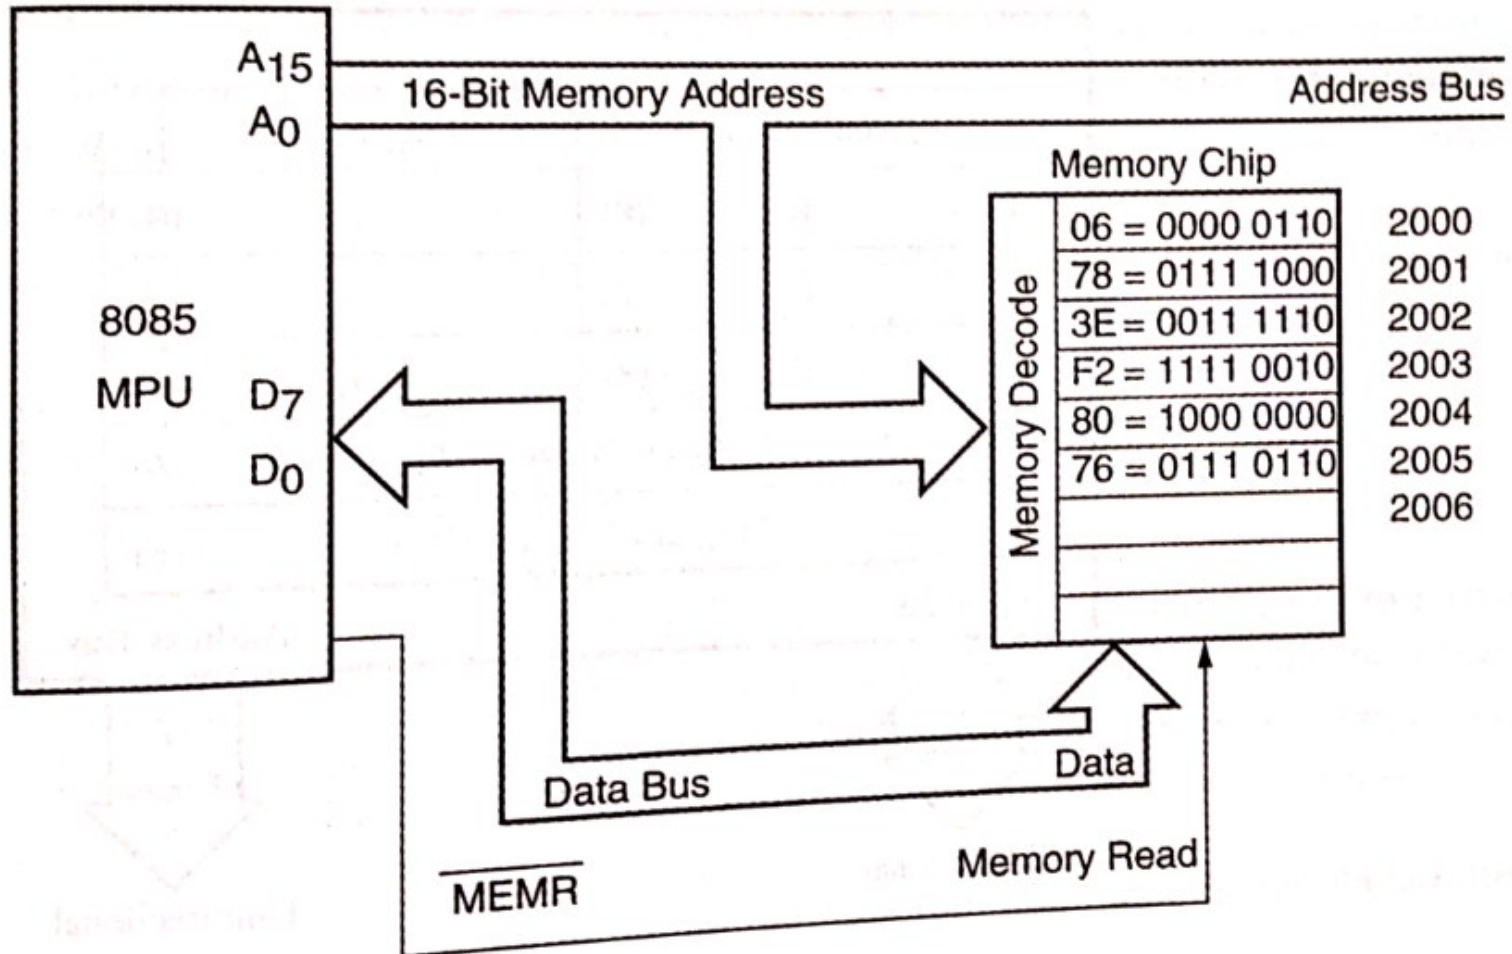 A15
16-Bit Memory Address
Address Bus
A0
Memory Chip
8085
MPU
D7
D0
Memory Decode
06 = 0000 0110 2000
78 = 0111 1000 2001
3E = 0011 1110 2002
F2 = 1111 0010 2003
80 = 1000 0000 2004
76 = 0111 0110 2005
2006
Data Bus
Data
Memory Read
MEMR